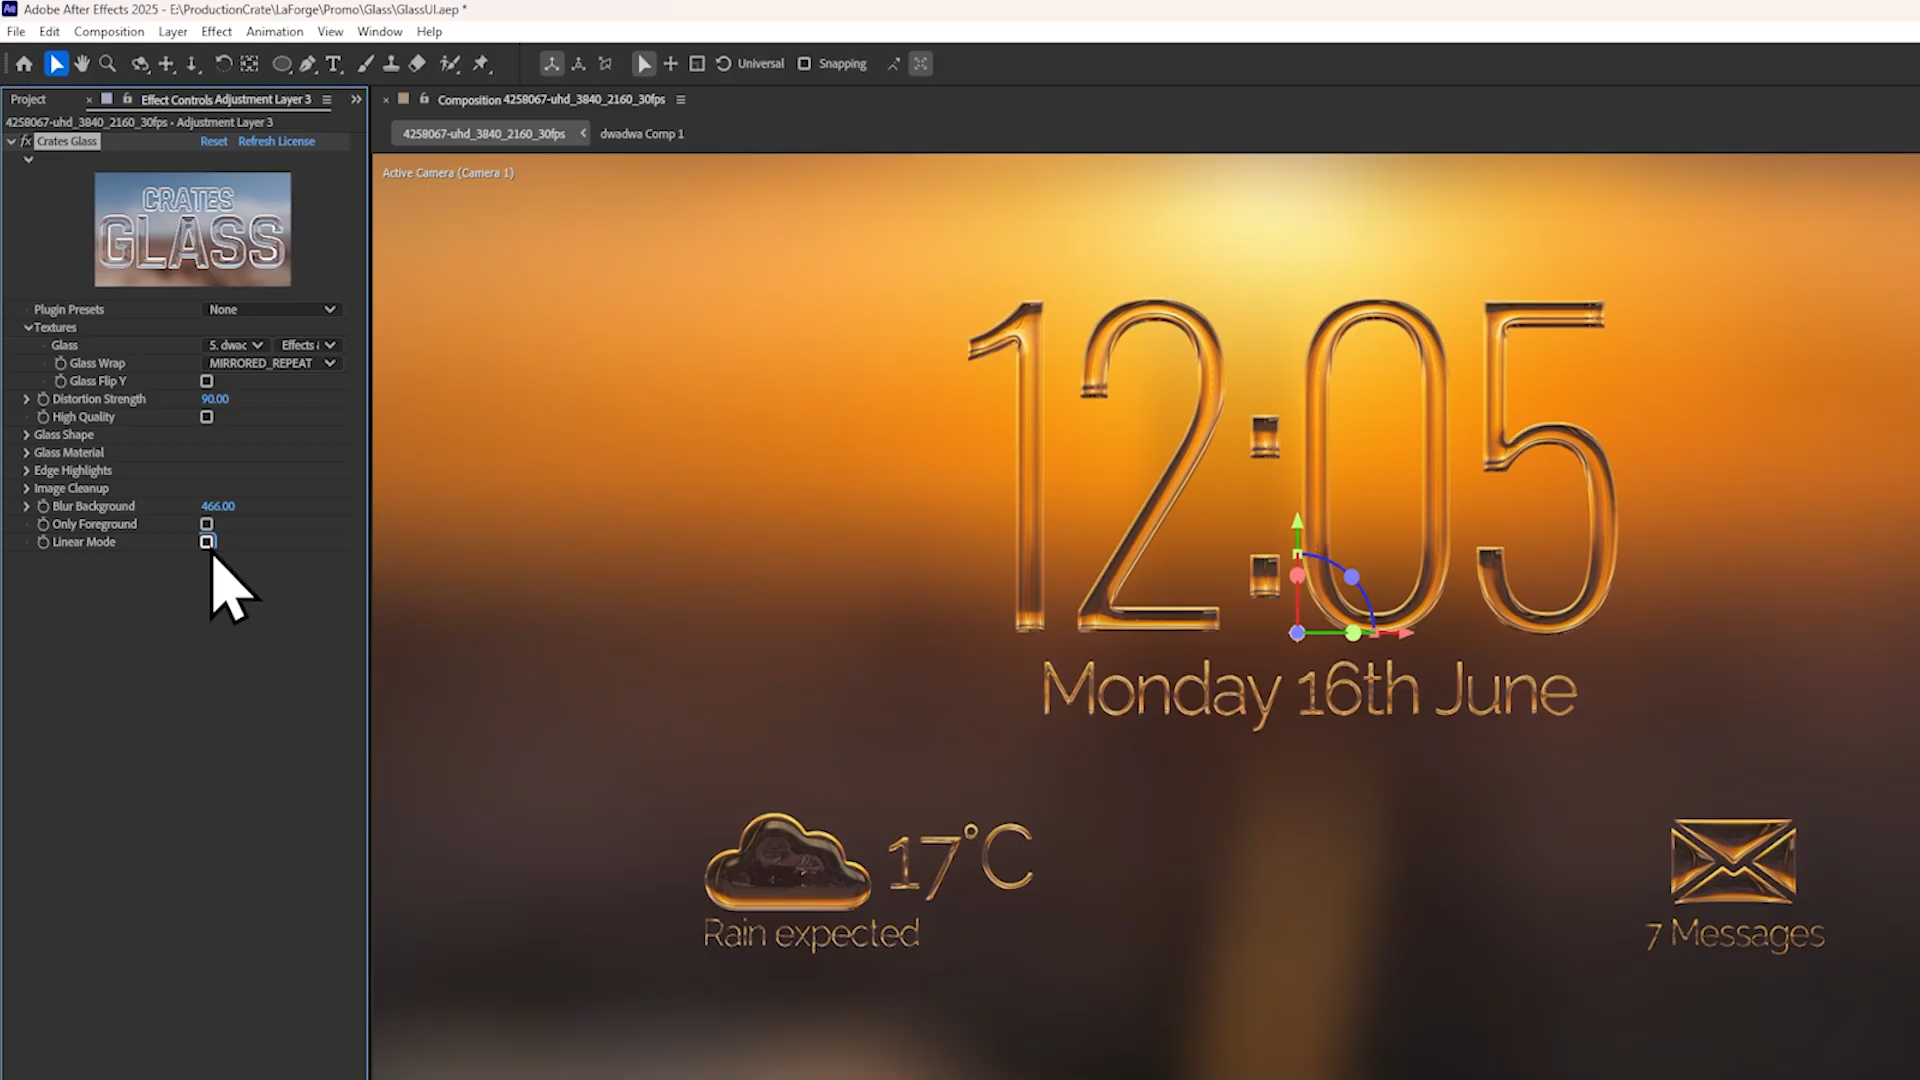 Ae Adobe After Effects 2025 - E:\ProductionCrate\LaForge\Promo\Glass\GlassUI.aep *
File Edit Composition Layer Effect Animation View Window Help
Universal Snapping
Project × Effect Controls Adjustment Layer 3
× Composition 4258067-uhd_3840_2160_30fps
4258067-uhd_3840_2160_30fps • Adjustment Layer 3
4258067-uhd_3840_2160_30fps dwadwa Comp 1
fx Crates Glass Reset Refresh License
Active Camera (Camera 1)
CRATES
GLASS
Plugin Presets None
Textures
Glass 5. dwac Effects
Glass Wrap MIRRORED_REPEAT
Glass Flip Y
Distortion Strength 90.00
High Quality
Glass Shape
Glass Material
Edge Highlights
Image Cleanup
Blur Background 466.00
Only Foreground
Linear Mode
12:05
Monday 16th June
17°C
Rain expected
7 Messages